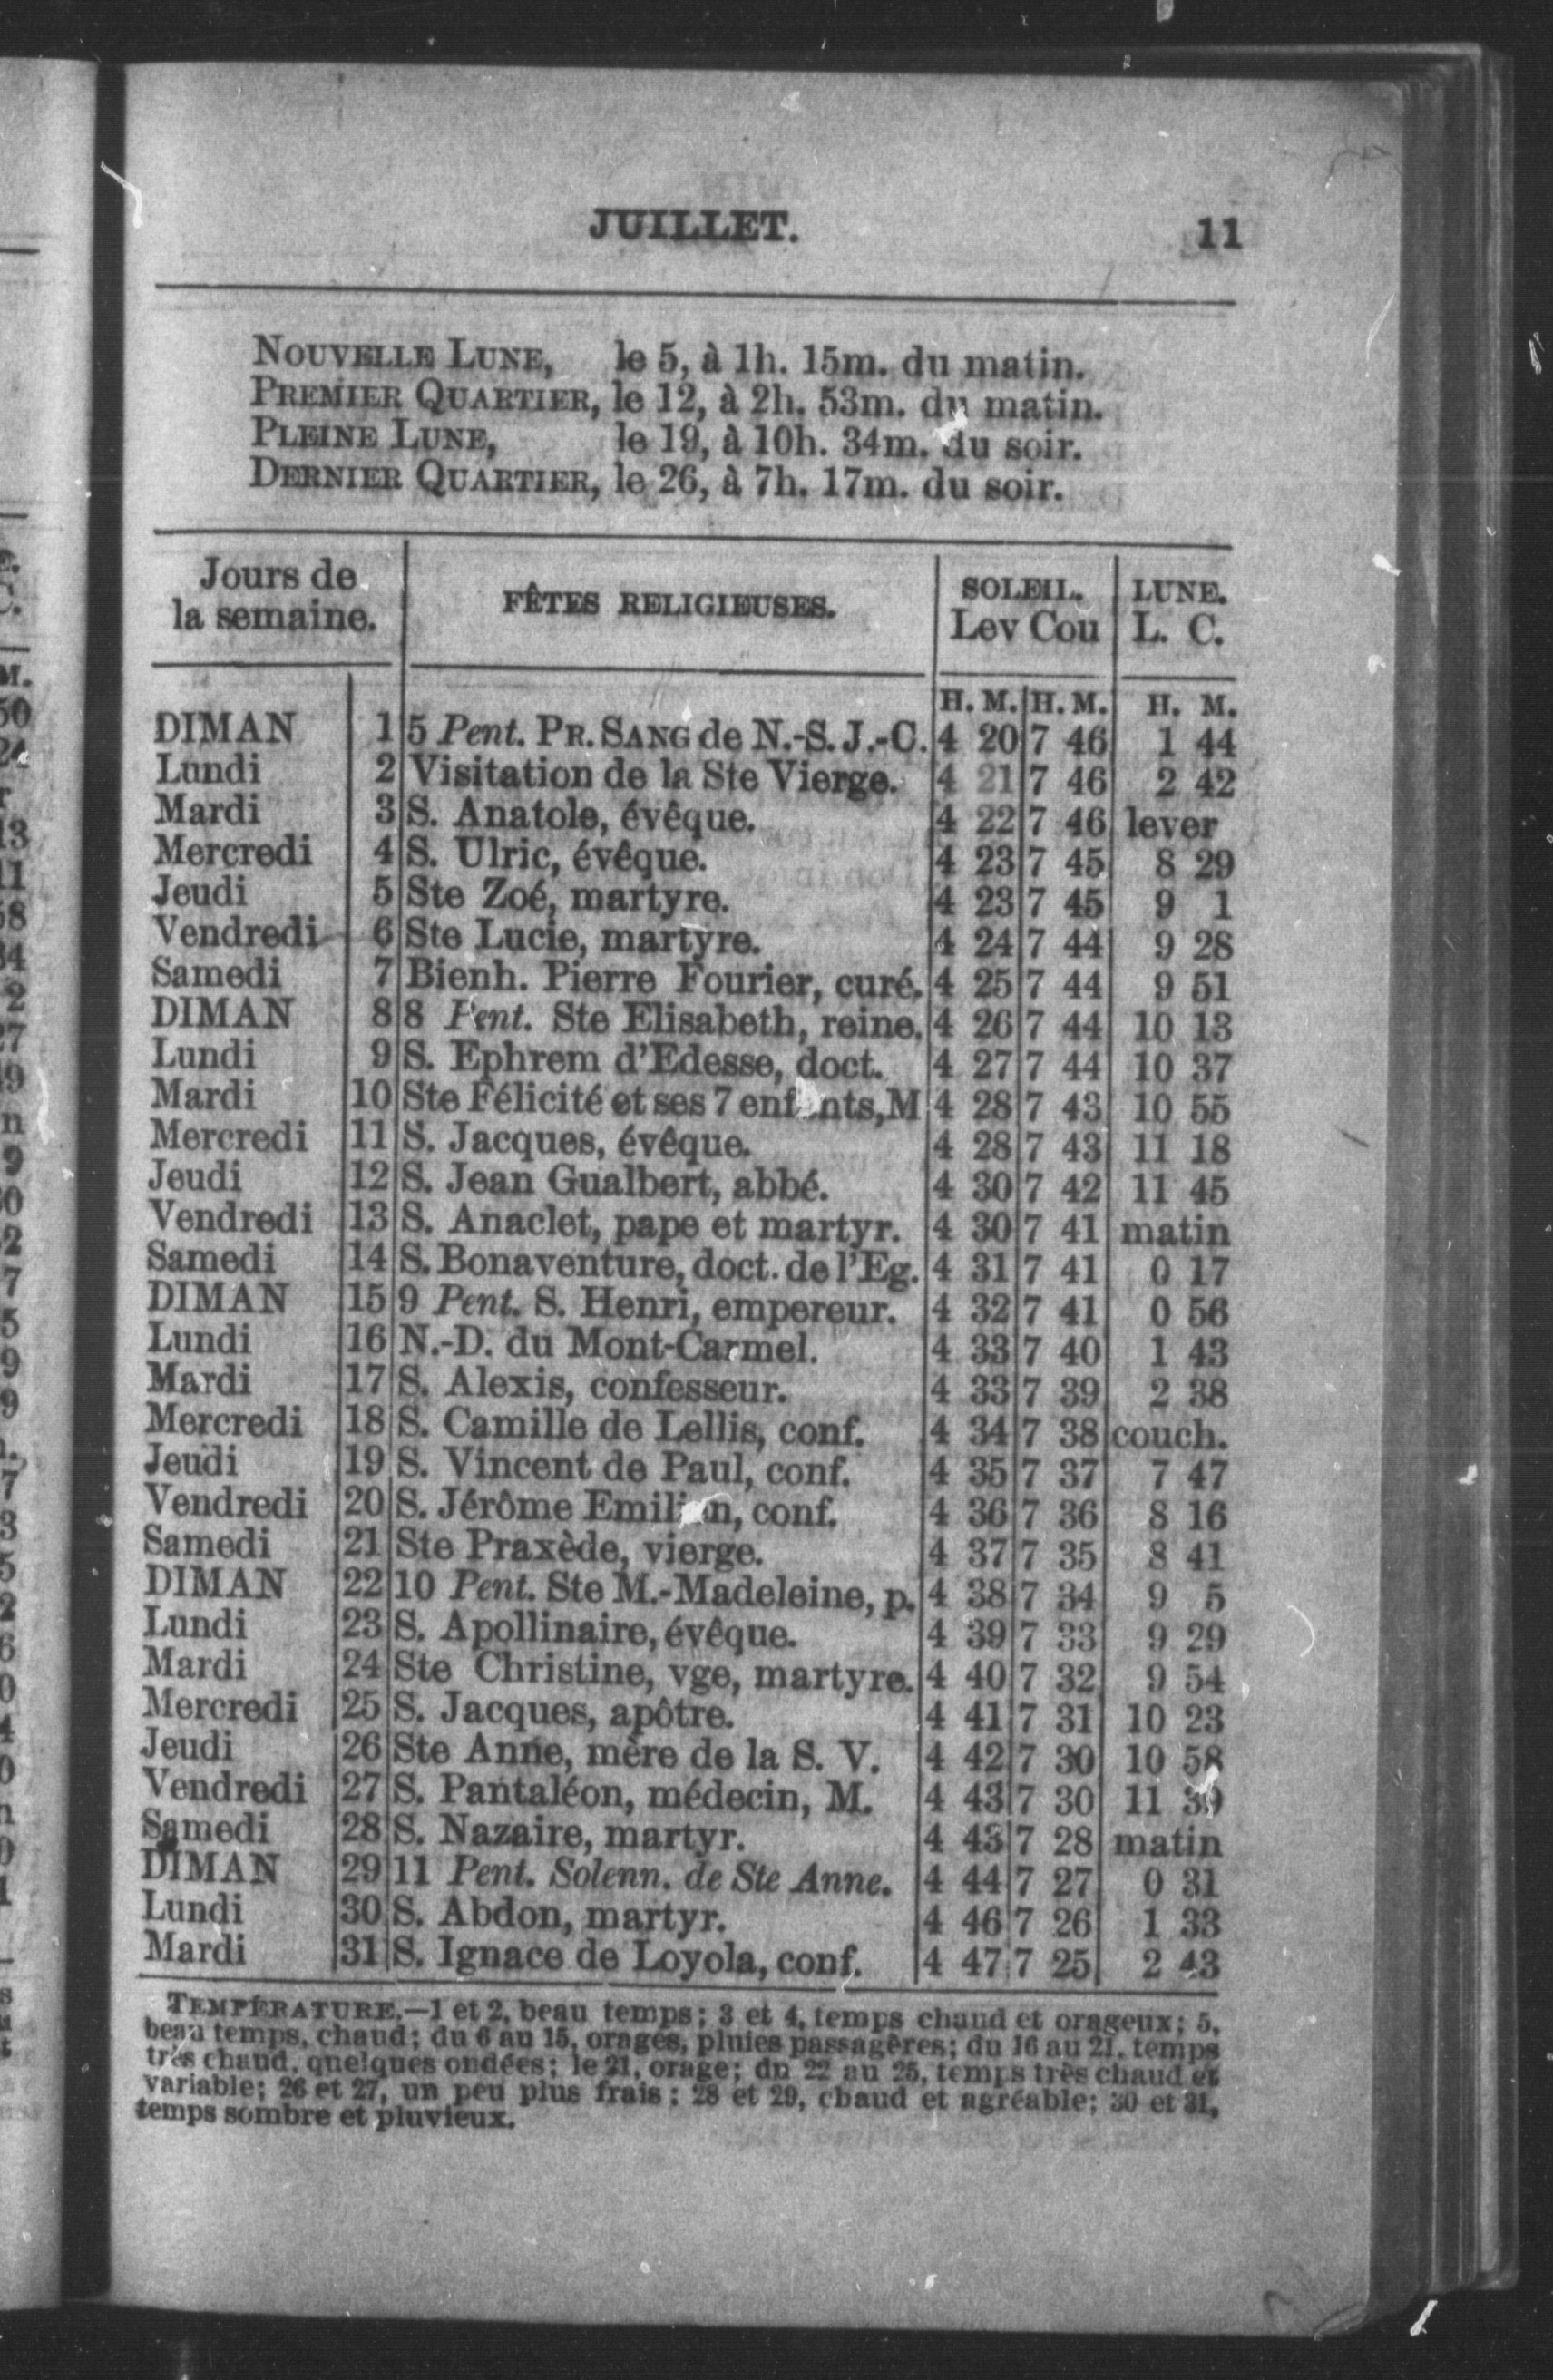 JUILLET. 11
NOUVELLE LUNE, le 5, à 1h. 15m. du matin.
PREMIER QUARTIER, le 12, à 2h. 53m. du matin.
PLEINE LUNE, le 19, à 10h. 34m. du soir.
DERNIER QUARTIER, le 26, à 7h. 17m. du soir.
Jours de la semaine. FÊTES RELIGIEUSES. SOLEIL. LUNE.
Lev Cou L. C.
H. M. H. M. H. M.
DIMAN 1 5 Pent. PR. SANG de N.-S. J.-C. 4 20 7 46 1 44
Lundi 2 Visitation de la Ste Vierge. 4 21 7 46 2 42
Mardi 3 S. Anatole, évêque. 4 22 7 46 lever
Mercredi 4 S. Ulric, évêque. 4 23 7 45 8 29
Jeudi 5 Ste Zoé, martyre. 4 23 7 45 9 1
Vendredi 6 Ste Lucie, martyre. 4 24 7 44 9 28
Samedi 7 Bienh. Pierre Fourier, curé. 4 25 7 44 9 51
DIMAN 8 8 Pent. Ste Elisabeth, reine. 4 26 7 44 10 13
Lundi 9 S. Ephrem d'Edesse, doct. 4 27 7 44 10 37
Mardi 10 Ste Félicité et ses 7 enfants, M 4 28 7 43 10 55
Mercredi 11 S. Jacques, évêque. 4 28 7 43 11 18
Jeudi 12 S. Jean Gualbert, abbé. 4 30 7 42 11 45
Vendredi 13 S. Anaclet, pape et martyr. 4 30 7 41 matin
Samedi 14 S. Bonaventure, doct. de l'Eg. 4 31 7 41 0 17
DIMAN 15 9 Pent. S. Henri, empereur. 4 32 7 41 0 56
Lundi 16 N.-D. du Mont-Carmel. 4 33 7 40 1 43
Mardi 17 S. Alexis, confesseur. 4 33 7 39 2 38
Mercredi 18 S. Camille de Lellis, conf. 4 34 7 38 couch.
Jeudi 19 S. Vincent de Paul, conf. 4 35 7 37 7 47
Vendredi 20 S. Jérôme Emilien, conf. 4 36 7 36 8 16
Samedi 21 Ste Praxède, vierge. 4 37 7 35 8 41
DIMAN 22 10 Pent. Ste M.-Madeleine, p. 4 38 7 34 9 5
Lundi 23 S. Apollinaire, évêque. 4 39 7 33 9 29
Mardi 24 Ste Christine, vge, martyre. 4 40 7 32 9 54
Mercredi 25 S. Jacques, apôtre. 4 41 7 31 10 23
Jeudi 26 Ste Anne, mère de la S. V. 4 42 7 30 10 58
Vendredi 27 S. Pantaléon, médecin, M. 4 43 7 30 11 39
Samedi 28 S. Nazaire, martyr. 4 43 7 28 matin
DIMAN 29 11 Pent. Solenn. de Ste Anne. 4 44 7 27 0 31
Lundi 30 S. Abdon, martyr. 4 46 7 26 1 33
Mardi 31 S. Ignace de Loyola, conf. 4 47 7 25 2 43
TEMPÉRATURE.—1 et 2, beau temps; 3 et 4, temps chaud et orageux; 5,
beau temps, chaud; du 6 au 15, orages, pluies passagères; du 16 au 21, temps
très chaud, quelques ondées; le 21, orage; du 22 au 25, temps très chaud et
variable; 26 et 27, un peu plus frais; 28 et 29, chaud et agréable; 30 et 31,
temps sombre et pluvieux.